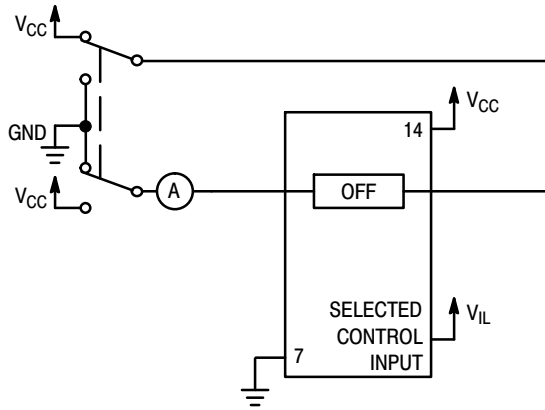 VCC
GND
VCC
A
14
VCC
OFF
SELECTED
CONTROL
INPUT
VIL
7